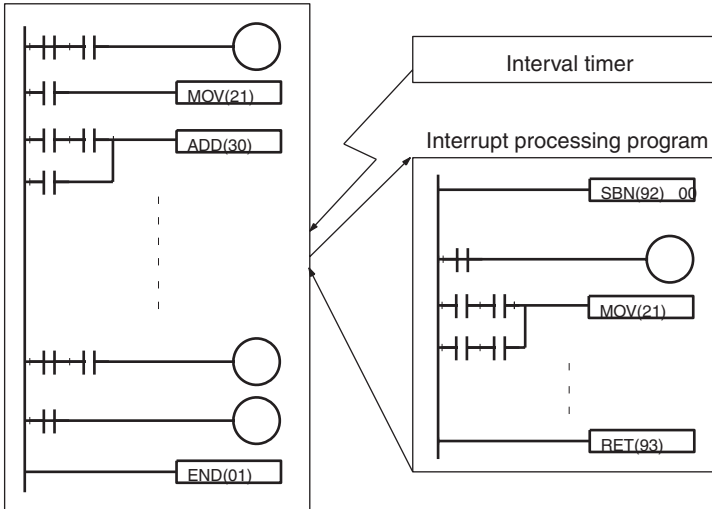 MOV(21)
ADD(30)
END(01)
Interval timer
Interrupt processing program
SBN(92) 00
MOV(21)
RET(93)